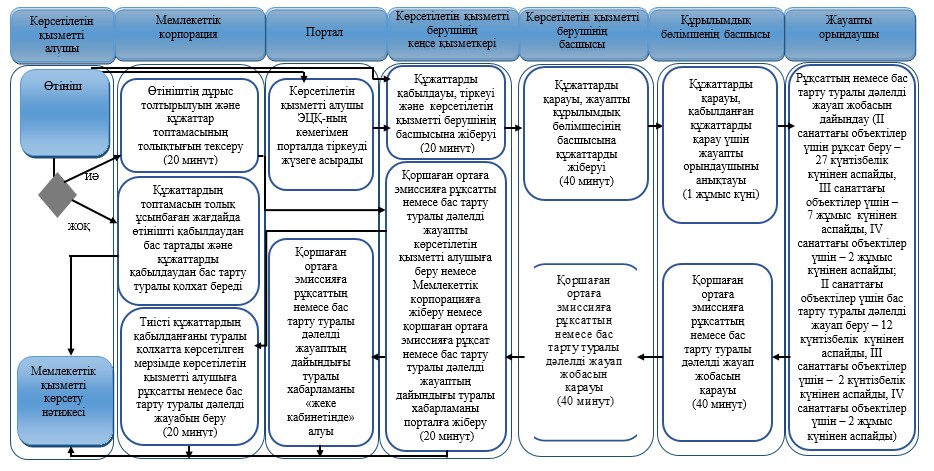 Көрсетілетін
қызметті
алушы
Мемлекеттік
корпорация
Портал
Көрсетілетін қызметті
берушінің
кеңсе қызметкері
Көрсетілетін қызметті
берушінің
басшысы
Құрылымдық
бөлімшенің басшысы
Жауапты
орындаушы
Өтініш
ИӘ
ЖОҚ
Мемлекеттік
қызметті
көрсету
нәтижесі
Өтініштің дұрыс
толтырылуын және
құжаттар
топтамасының
толықтығын тексеру
(20 минут)
Құжаттардың
топтамасын толық
ұсынбаған жағдайда
өтінішті қабылдаудан
бас тартады және
құжаттарды
қабылдаудан бас тарту
туралы қолхат береді
Тиісті құжаттардың
қабылданғаны туралы
қолхатта көрсетілген
мерзімде көрсетілетін
қызметті алушыға
рұқсатты немесе бас
тарту туралы дәлелді
жауабын беру
(20 минут)
Көрсетілетін
қызметті алушы
ЭЦҚ-ның
көмегімен
порталда тіркеуді
жүзеге асырады
Қоршаған ортаға
эмиссияға
рұқсаттың
немесе бас
тарту туралы
дәлелді
жауаптың
дайындығы
туралы
хабарламаны
«жеке
кабинетінде»
алуы
Құжаттарды
қабылдауы, тіркеуі
және көрсетілетін
қызметті берушінің
басшысына жіберуі
(20 минут)
Қоршаған ортаға
эмиссияға рұқсатты
немесе бас тарту
туралы дәлелді
жауапты
көрсетілетін
қызметті алушыға
беру немесе
Мемлекеттік
корпорацияға
жіберу немесе
қоршаған ортаға
эмиссияға рұқсат
немесе бас тарту
туралы дәлелді
жауаптың
дайындығы туралы
хабарламаны
порталға жіберу
(20 минут)
Құжаттарды
қарауы, жауапты
құрылымдық
бөлімшесінің
басшысына
құжаттарды
жіберуі
(40 минут)
Қоршаған
ортаға
эмиссияға
рұқсаттың
немесе бас
тарту туралы
дәлелді жауап
жобасын
қарауы
(40 минут)
Құжаттарды
қарауы,
қабылданған
құжаттарды
қарау үшін
жауапты
орындаушыны
анықтауы
(1 жұмыс күні)
Қоршаған
ортаға
эмиссияға
рұқсаттың
немесе бас
тарту туралы
дәлелді жауап
жобасын
қарауы
(40 минут)
Рұқсаттың немесе бас
тарту туралы дәлелді
жауап жобасын
дайындау (II
санаттағы объектілер
үшін рұқсат беру –
27 күнтізбелік
күнінен аспайды,
III санаттағы
объектілер үшін –
7 жұмыс күнінен
аспайды, IV
санаттағы объектілер
үшін – 2 жұмыс
күнінен аспайды;
II санаттағы
объектілер үшін бас
тарту туралы дәлелді
жауап беру – 12
күнтізбелік күнінен
аспайды, III
санаттағы объектілер
үшін – 2 күнтізбелік
күнінен аспайды, IV
санаттағы объектілер
үшін – 2 жұмыс
күнінен аспайды)